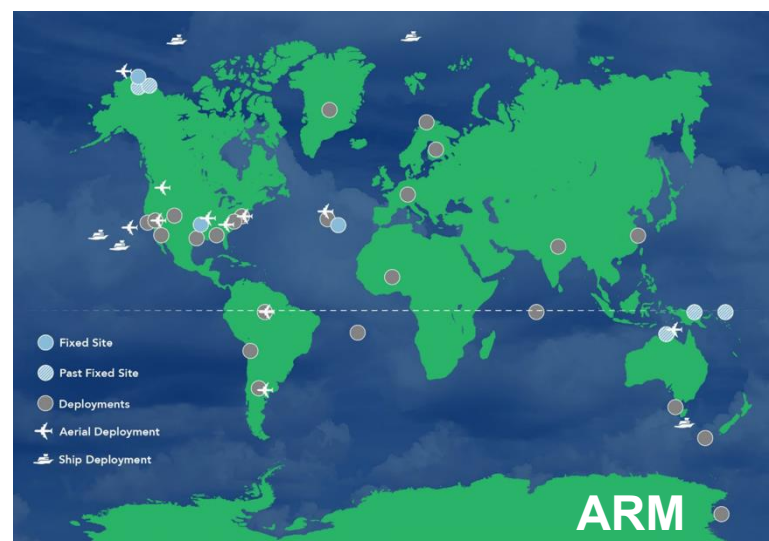 Fixed Site
Past Fixed Site
Deployments
Aerial Deployment
Ship Deployment
ARM